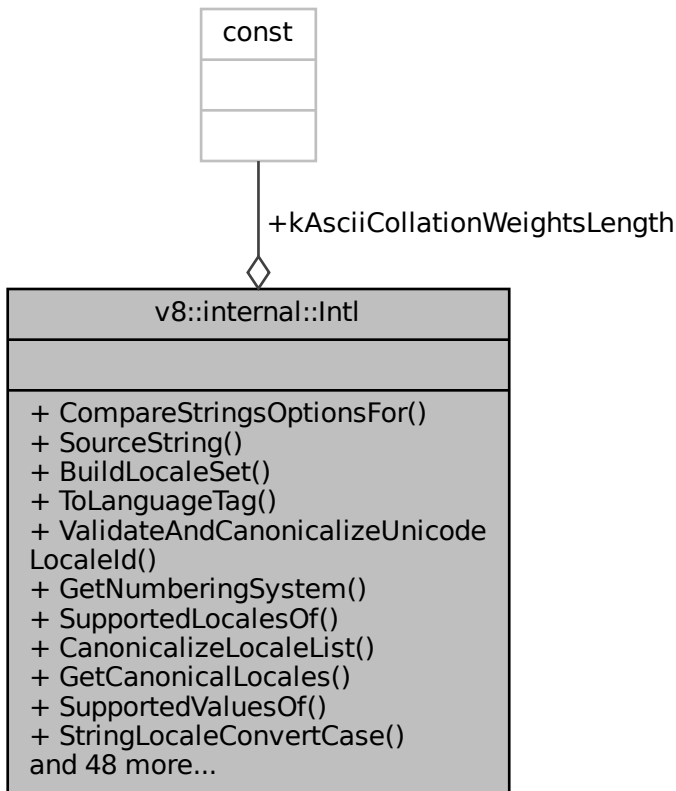 const
+kAsciiCollationWeightsLength
v8::internal::Intl
+ CompareStringsOptionsFor()
+ SourceString()
+ BuildLocaleSet()
+ ToLanguageTag()
+ ValidateAndCanonicalizeUnicode
LocaleId()
+ GetNumberingSystem()
+ SupportedLocalesOf()
+ CanonicalizeLocaleList()
+ GetCanonicalLocales()
+ SupportedValuesOf()
+ StringLocaleConvertCase()
and 48 more...